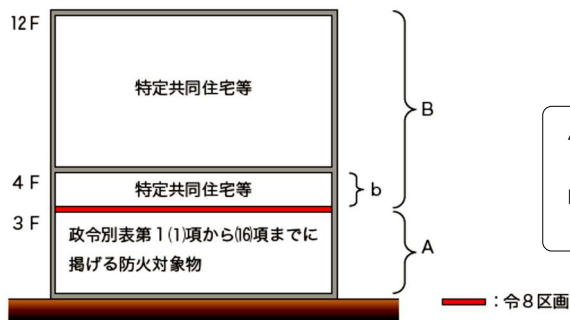 12F
特定共同住宅等
B
4F
特定共同住宅等
b
3F
政令別表第1(1)項から(16)項までに
掲げる防火対象物
A
：令8区画